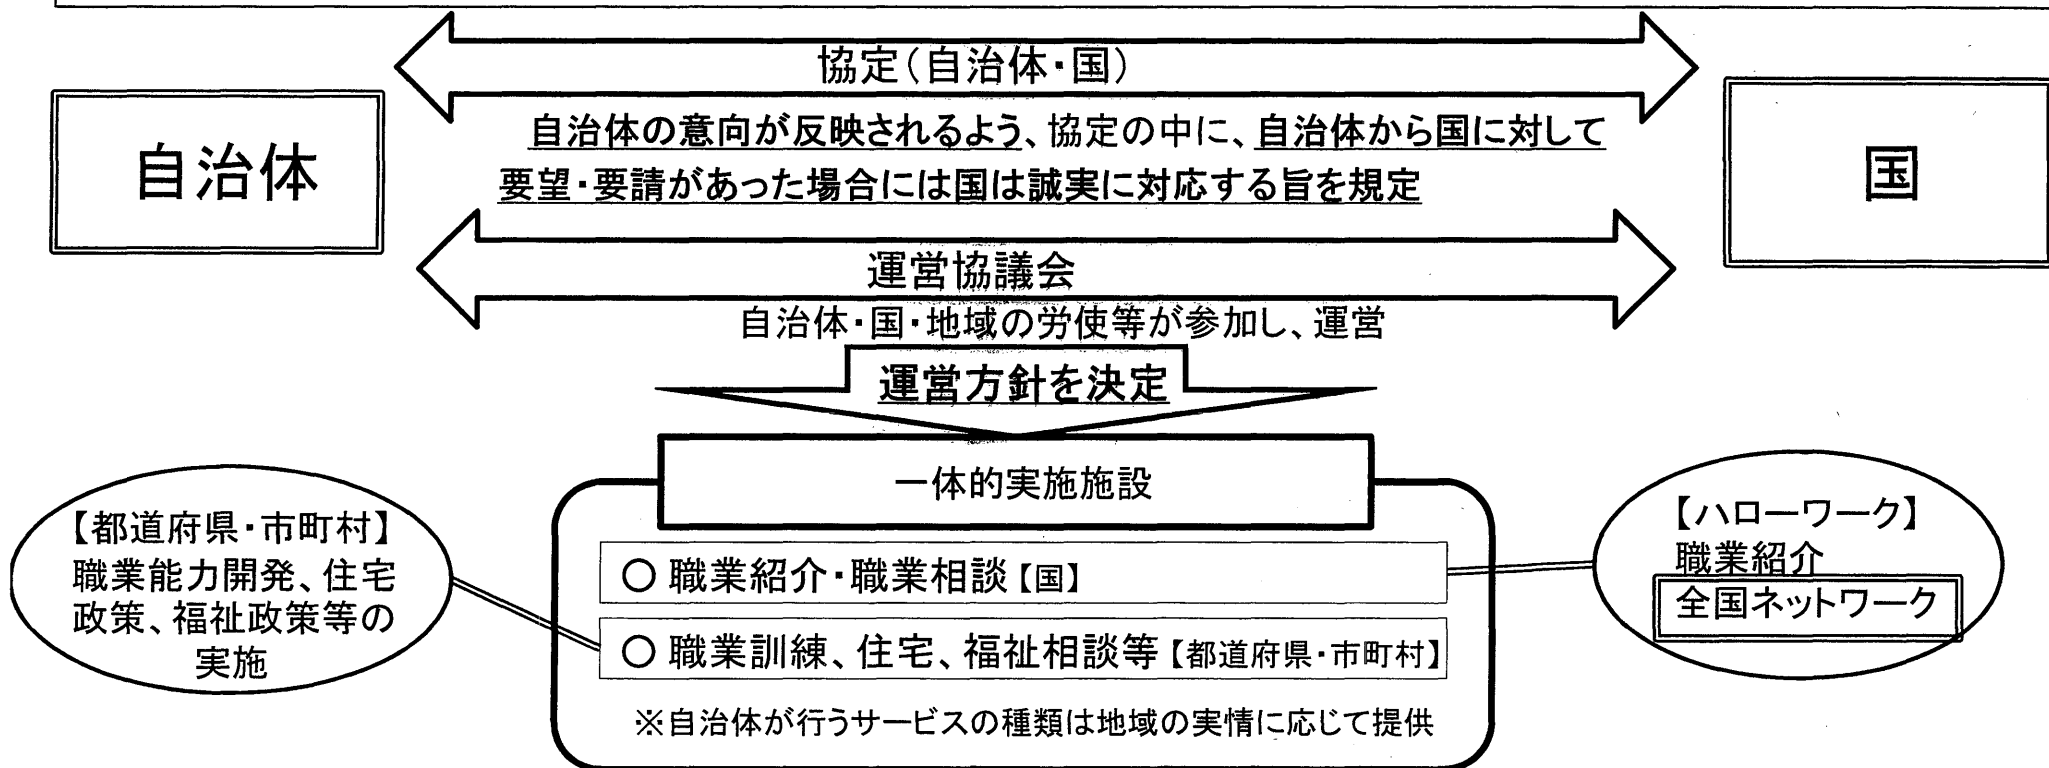 協定(自治体・国)
自治体
自治体の意向が反映されるよう、協定の中に、自治体から国に対して
要望・要請があった場合には国は誠実に対応する旨を規定
国
運営協議会
自治体・国・地域の労使等が参加し、運営
運営方針を決定
一体的実施施設
【都道府県・市町村】
職業能力開発、住宅
政策、福祉政策等の
実施
○ 職業紹介・職業相談【国】
○ 職業訓練、住宅、福祉相談等【都道府県・市町村】
※自治体が行うサービスの種類は地域の実情に応じて提供
【ハローワーク】
職業紹介
全国ネットワーク